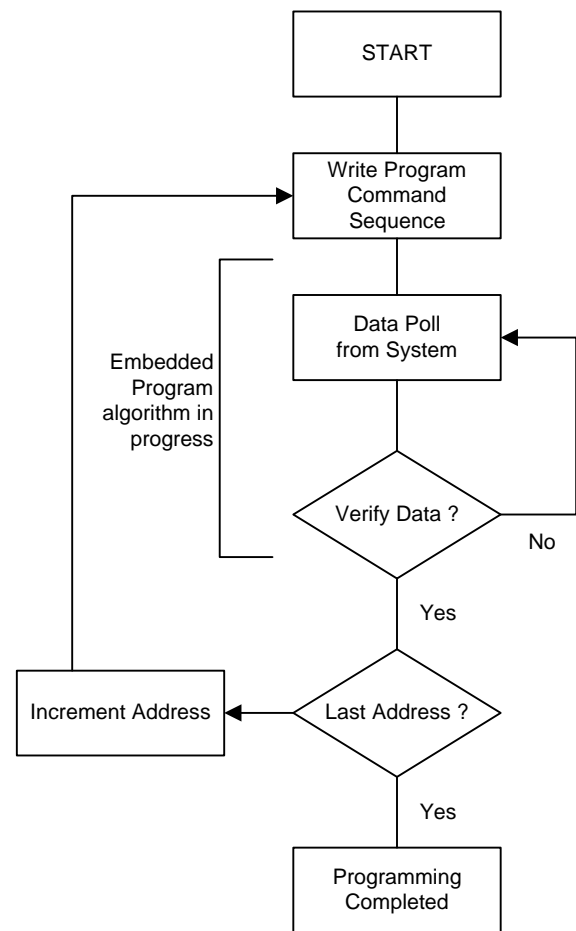 START
Write Program
Command
Sequence
Data Poll
from System
Embedded
Program
algorithm in
progress
Verify Data ?
No
Yes
Increment Address
Last Address ?
Yes
Programming
Completed